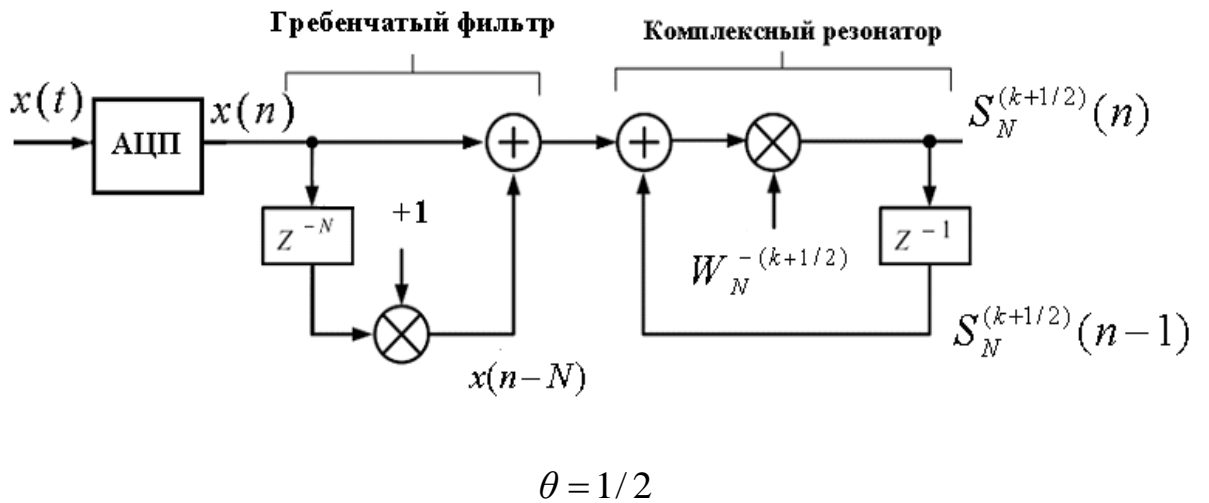 Гребенчатый фильтр
Комплексный резонатор
x(t)
АЦП
x(n)
S_N^{(k+1/2)}(n)
Z^{-N}
+1
W_N^{-(k+1/2)}
Z^{-1}
x(n−N)
S_N^{(k+1/2)}(n−1)
θ = 1/2